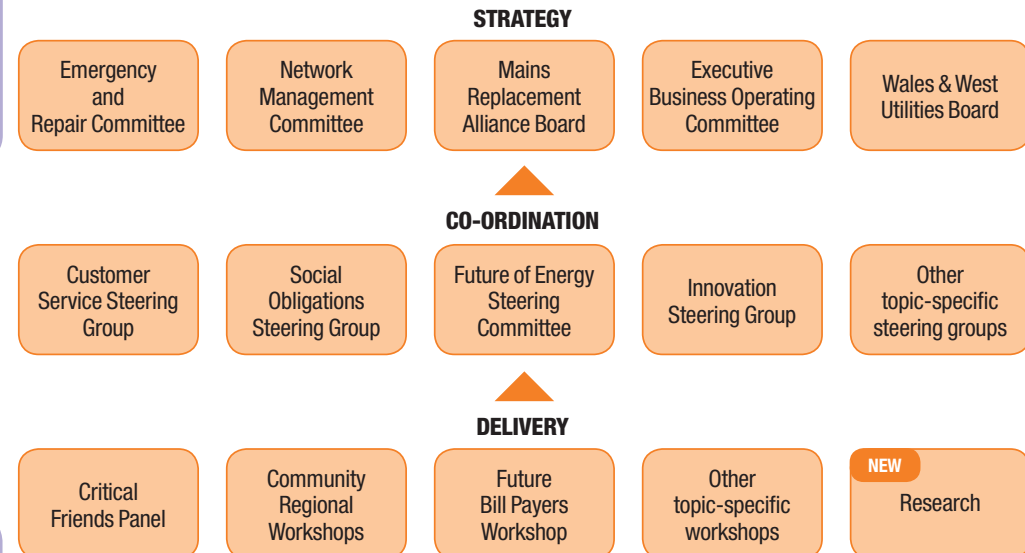 STRATEGY
Emergency
and
Repair Committee
Network
Management
Committee
Mains
Replacement
Alliance Board
Executive
Business Operating
Committee
Wales & West
Utilities Board
CO-ORDINATION
Customer
Service Steering
Group
Social
Obligations
Steering Group
Future of Energy
Steering
Committee
Innovation
Steering Group
Other
topic-specific
steering groups
DELIVERY
Critical
Friends Panel
Community
Regional
Workshops
Future
Bill Payers
Workshop
Other
topic-specific
workshops
NEW
Research